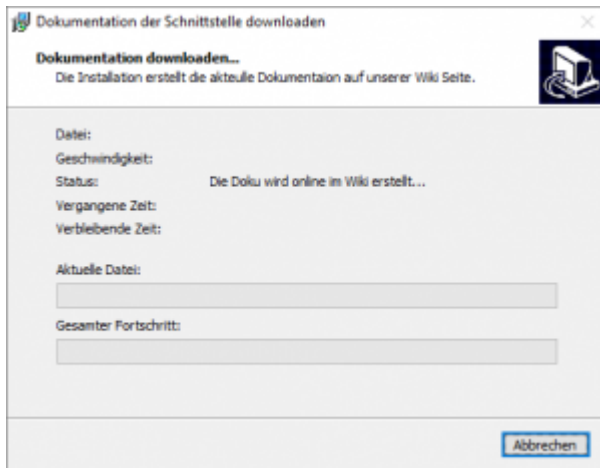 Dokumentation der Schnittstelle downloaden
Dokumentation downloaden...
Die Installation erstellt die akteulle Dokumentaion auf unserer Wiki Seite.
Datei:
Geschwindigkeit:
Status: Die Doku wird online im Wiki erstellt...
Vergangene Zeit:
Verbleibende Zeit:
Aktuelle Datei:
Gesamter Fortschritt:
Abbrechen